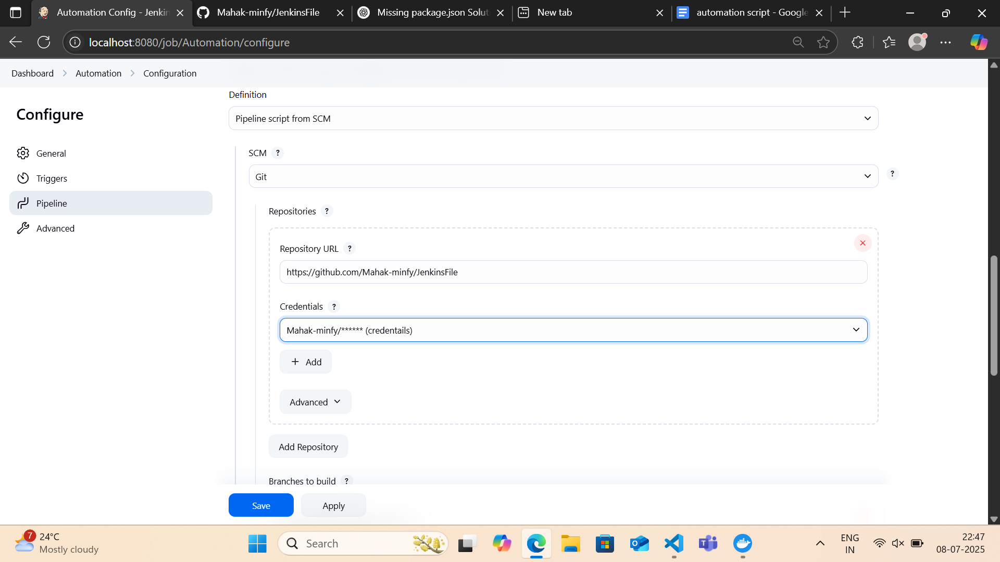 Automation Config - Jenkin
Mahak-minfy/JenkinsFile
Missing package.json Solut
New tab
automation script - Google
localhost:8080/job/Automation/configure
Dashboard
Automation
Configuration
Configure
General
Triggers
Pipeline
Advanced
Definition
Pipeline script from SCM
SCM ?
Git
?
Repositories ?
Repository URL ?
https://github.com/Mahak-minfy/JenkinsFile
Credentials ?
Mahak-minfy/****** (credentails)
+ Add
Advanced
Add Repository
Branches to build ?
Save
Apply
7
24°C
Mostly cloudy
Search
ENG
IN
22:47
08-07-2025